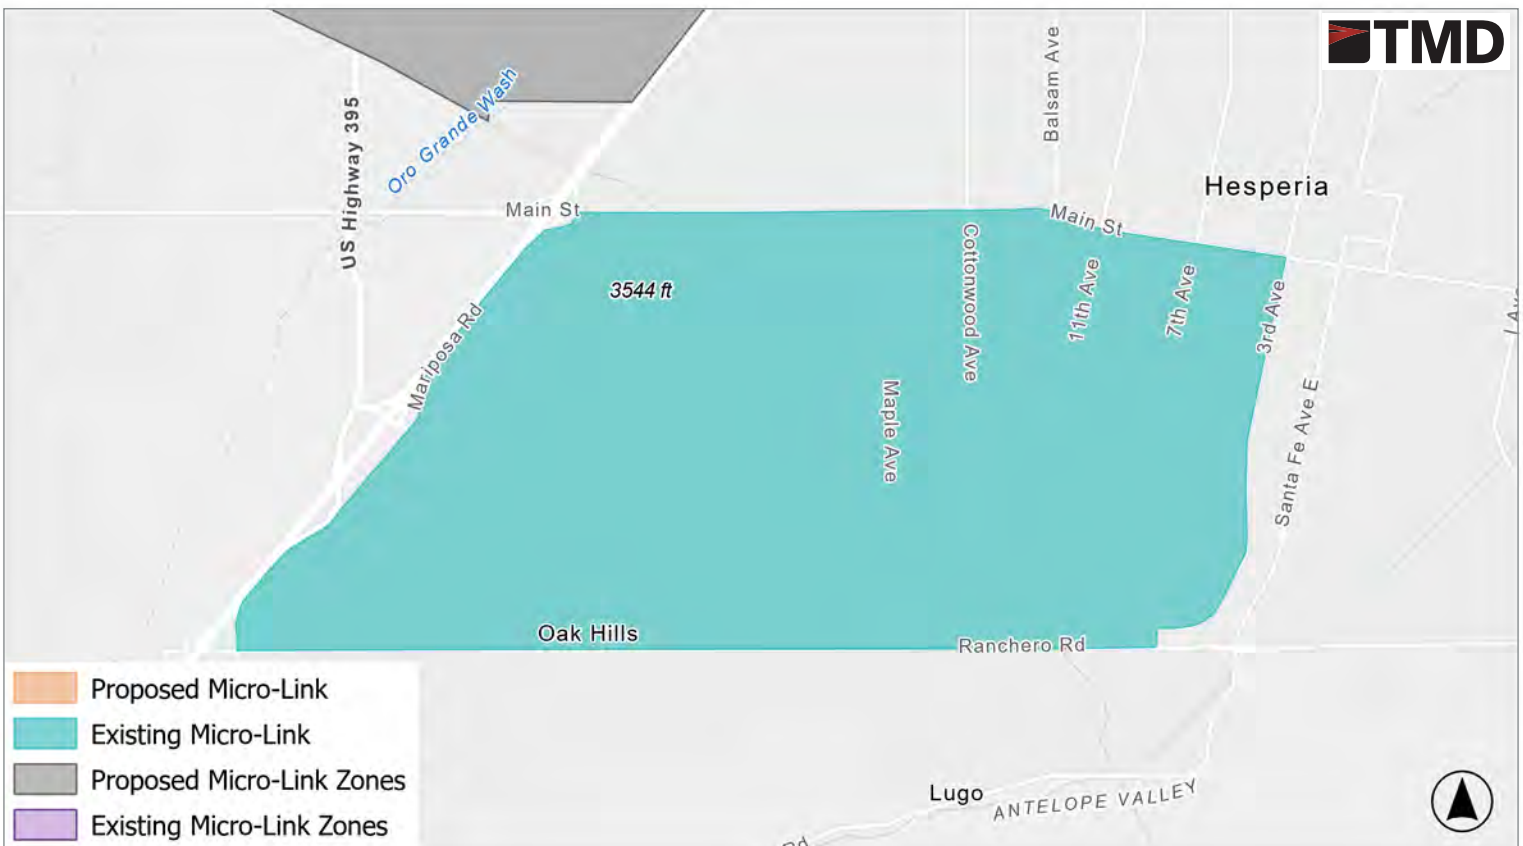 TMD
Balsam Ave
US Highway 395
Oro Grande Wash
Hesperia
Main St
Main St
Cottonwood Ave
11th Ave
7th Ave
3rd Ave
3544 ft
Mariposa Rd
Maple Ave
Santa Fe Ave E
Oak Hills
Ranchero Rd
Proposed Micro-Link
Existing Micro-Link
Proposed Micro-Link Zones
Existing Micro-Link Zones
Lugo
ANTELOPE VALLEY
Rd